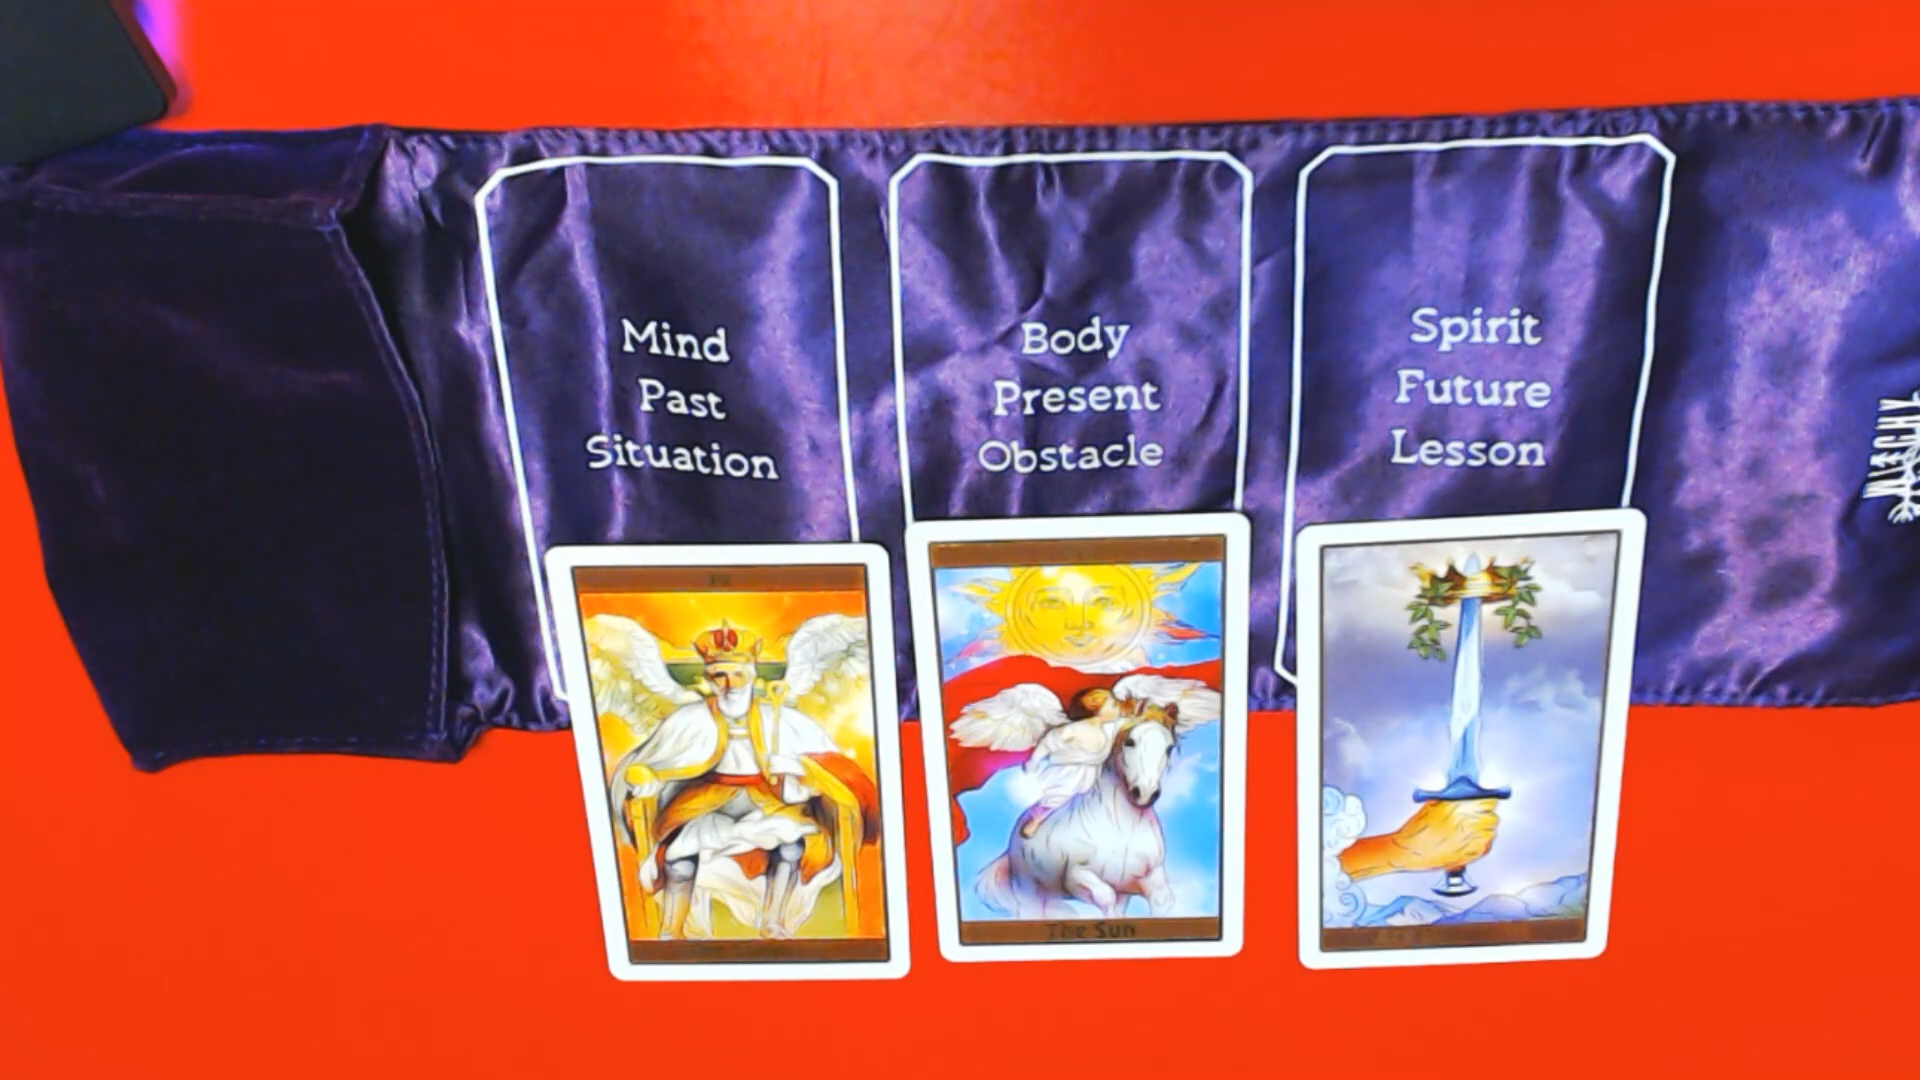 Mind
Past
Situation
Body
Present
Obstacle
Spirit
Future
Lesson
The Sun